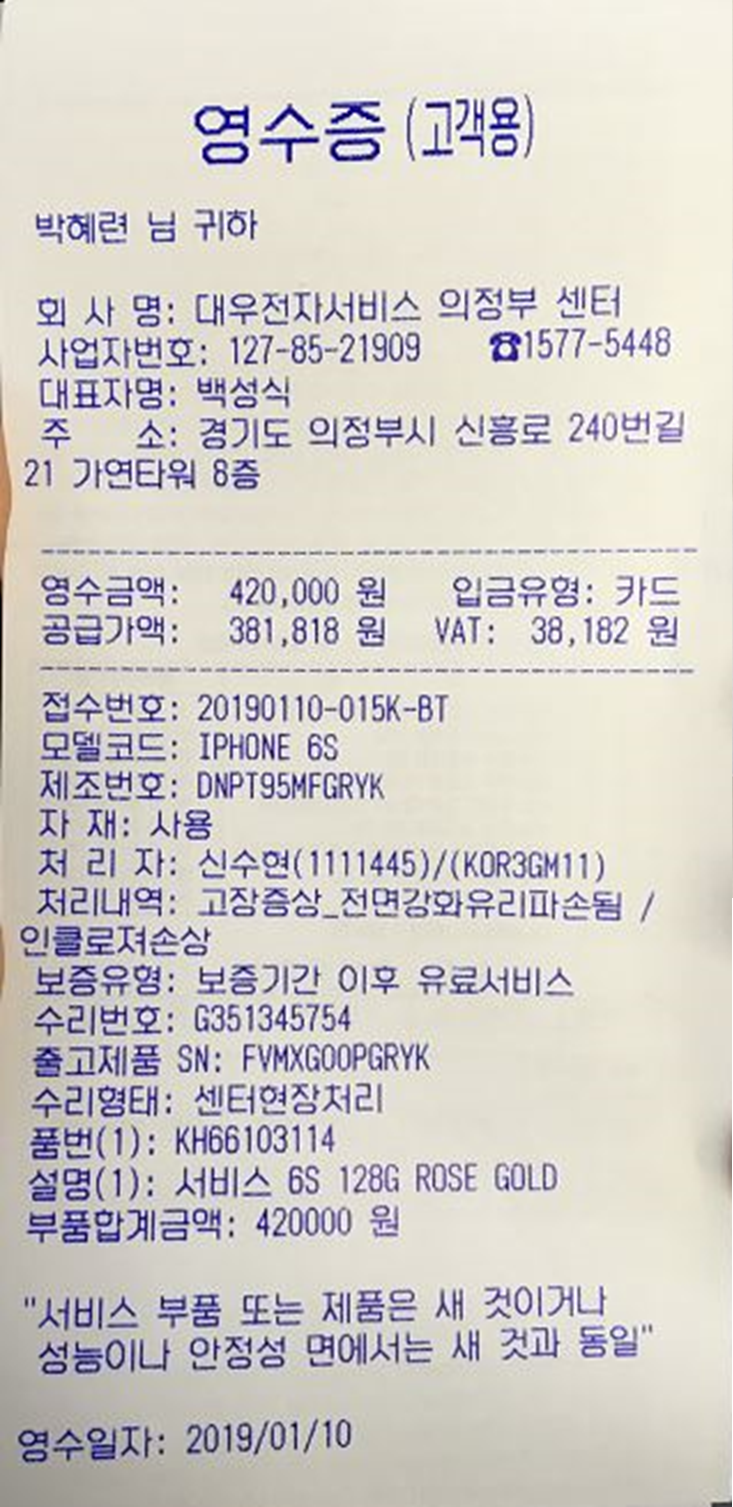 영수증(고객용)
박혜련 님 귀하
회 사 명: 대우전자서비스 의정부 센터
사업자번호: 127-85-21909 ☎1577-5448
대표자명: 백성식
주 소: 경기도 의정부시 신흥로 240번길
21 가연타워 8층
영수금액: 420,000 원 입금유형: 카드
공급가액: 381,818 원 VAT: 38,182 원
접수번호: 20190110-015K-BT
모델코드: IPHONE 6S
제조번호: DNPT95MFGRYK
자 재: 사용
처 리 자: 신수현(1111445)/(KOR3GM11)
처리내역: 고장증상_전면강화유리파손됨 /
인클로져손상
보증유형: 보증기간 이후 유료서비스
수리번호: G351345754
출고제품 SN: FVMXG00PGRYK
수리형태: 센터현장처리
품번(1): KH66103114
설명(1): 서비스 6S 128G ROSE GOLD
부품합계금액: 420000 원
"서비스 부품 또는 제품은 새 것이거나
성능이나 안정성 면에서는 새 것과 동일"
영수일자: 2019/01/10